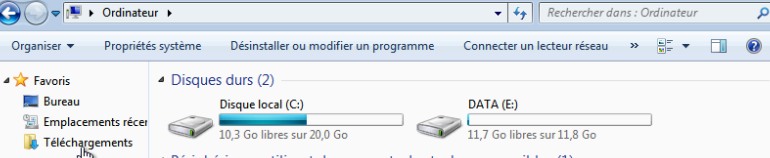 Ordinateur Rechercher dans : Ordinateur
Organiser Propriétés système Désinstaller ou modifier un programme Connecter un lecteur réseau »
Favoris
Bureau
Emplacements récer
Téléchargements
Disques durs (2)
Disque local (C:)
10,3 Go libres sur 20,0 Go
DATA (E:)
11,7 Go libres sur 11,8 Go